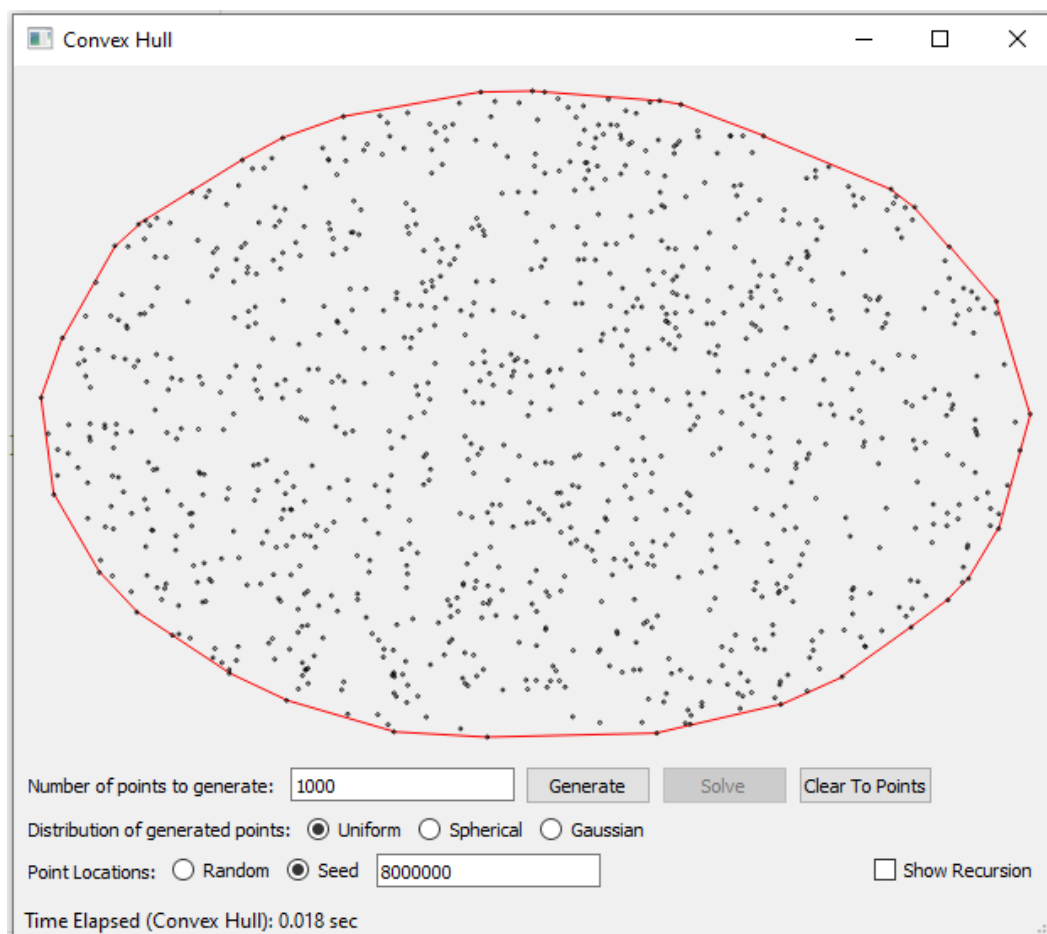 Convex Hull
Number of points to generate: 1000 Generate Solve Clear To Points
Distribution of generated points: Uniform Spherical Gaussian
Point Locations: Random Seed 8000000 Show Recursion
Time Elapsed (Convex Hull): 0.018 sec